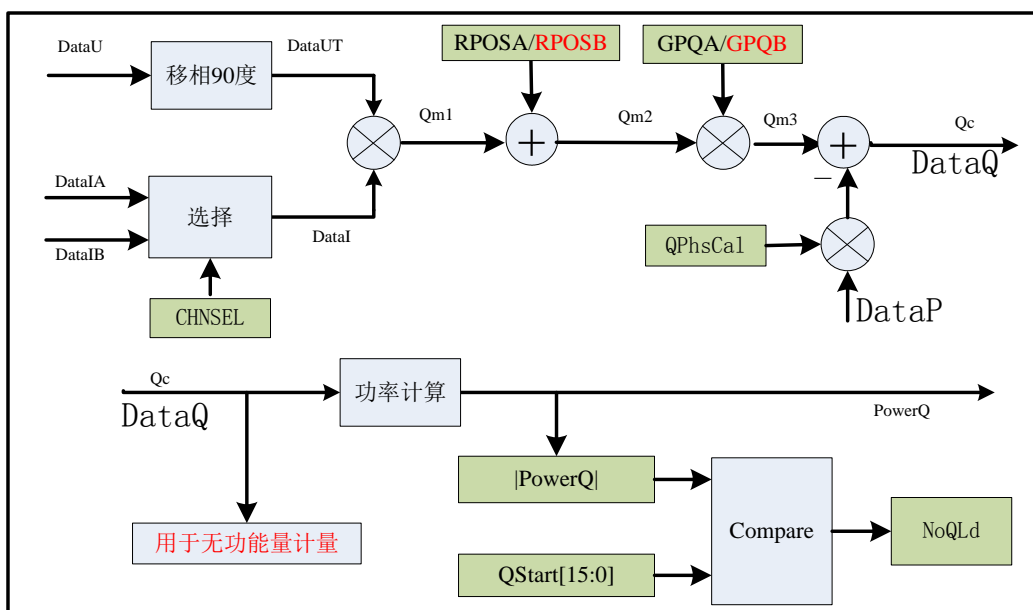 DataU
移相90度
DataUT
RPOSA/RPOSB
GPQA/GPQB
Qm1
+
Qm2
Qm3
+
Qc
DataQ
DataIA
DataIB
选择
DataI
−
QPhsCal
CHNSEL
DataP
Qc
DataQ
功率计算
PowerQ
|PowerQ|
Compare
NoQLd
用于无功能量计量
QStart[15:0]